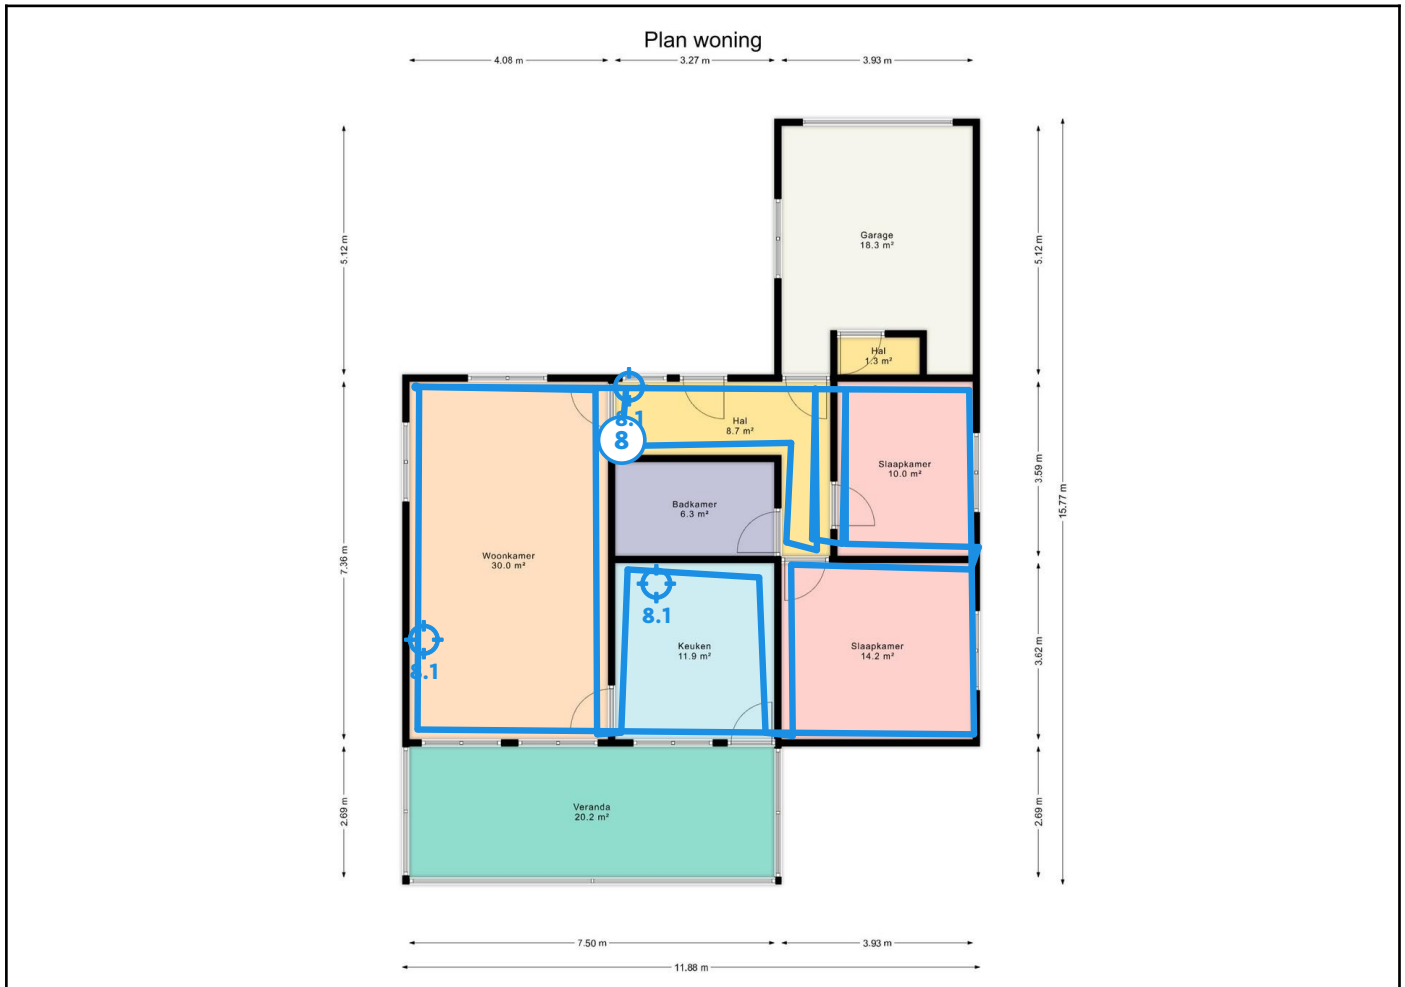 Plan woning
4.08 m
3.27 m
3.93 m
5.12 m
5.12 m
Garage
18.3 m²
Hal
1.3 m²
8.1
8
Hal
8.7 m²
Slaapkamer
10.0 m²
3.59 m
15.77 m
Badkamer
6.3 m²
Woonkamer
30.0 m²
7.36 m
8.1
Keuken
11.9 m²
Slaapkamer
14.2 m²
3.62 m
8.1
Veranda
20.2 m²
2.69 m
2.69 m
7.50 m
3.93 m
11.88 m